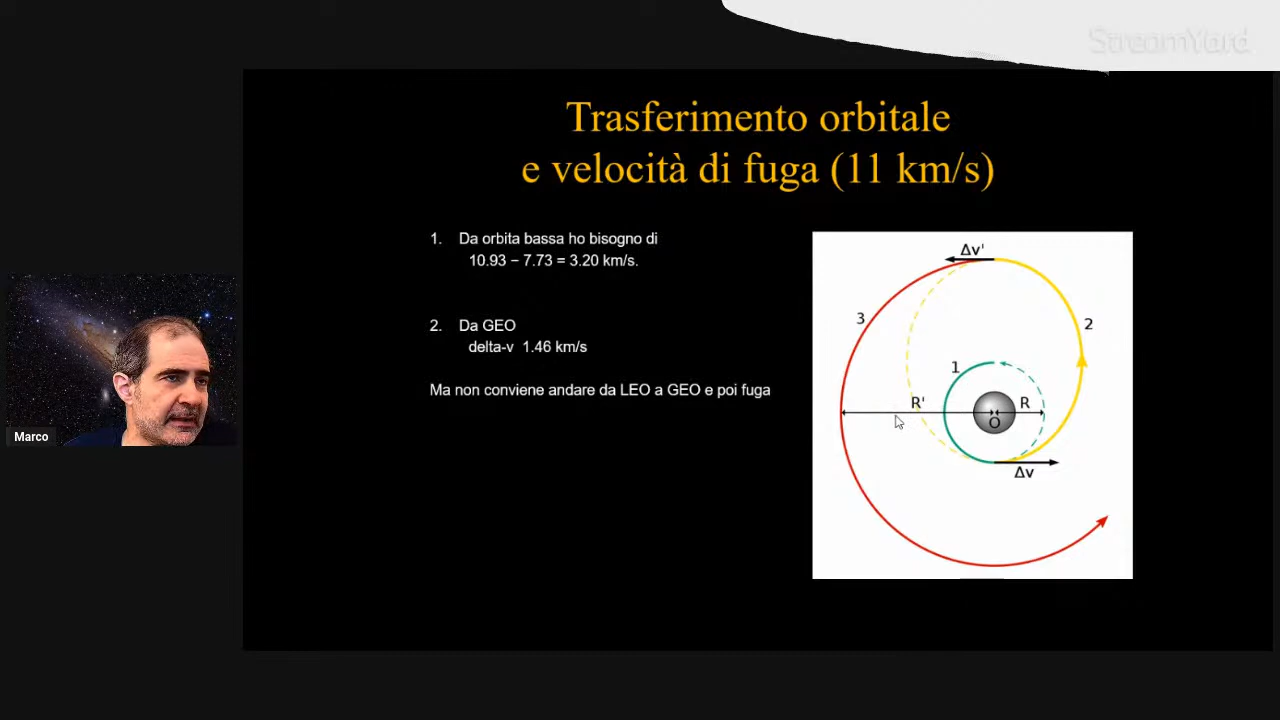 StreamYard
Trasferimento orbitale
e velocità di fuga (11 km/s)
1. Da orbita bassa ho bisogno di
10.93 − 7.73 = 3.20 km/s.
2. Da GEO
delta-v 1.46 km/s
Ma non conviene andare da LEO a GEO e poi fuga
Δv'
3
2
1
R'
R
O
Δv
Marco